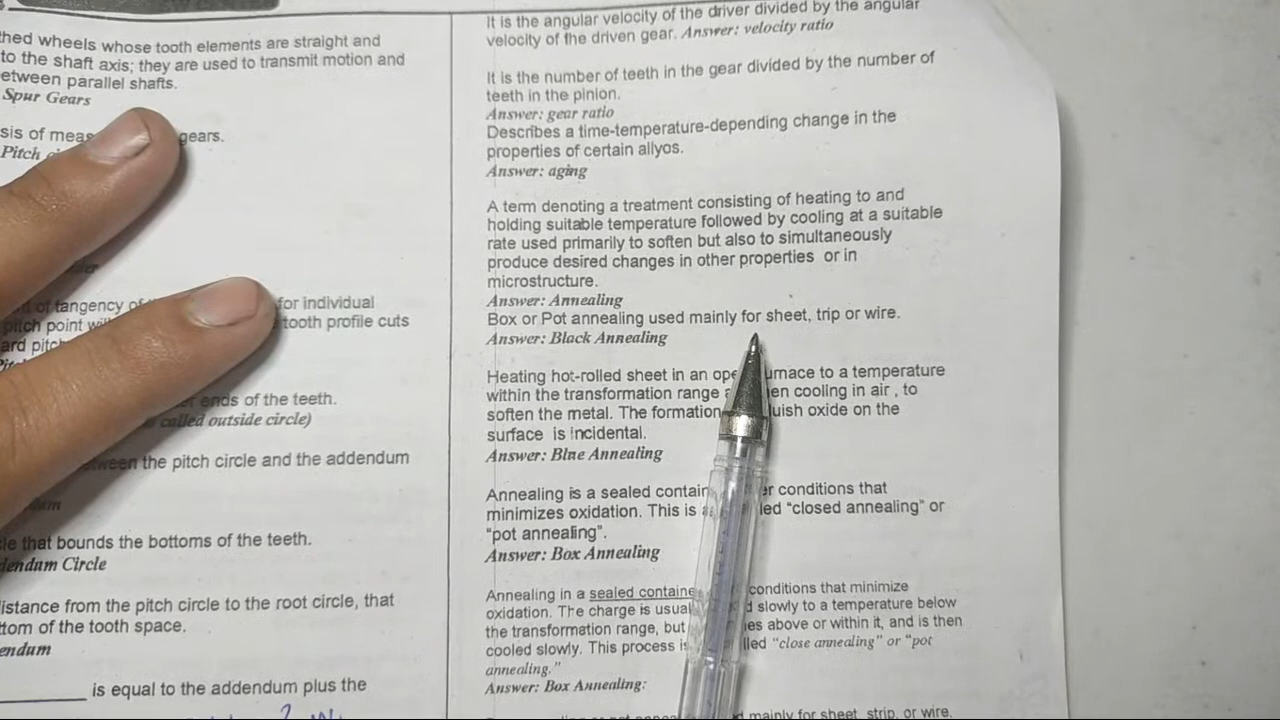 hed wheels whose tooth elements are straight and
to the shaft axis; they are used to transmit motion and
etween parallel shafts.
Spur Gears
sis of meas gears.
Pitch
of tangency of for individual
pitch point tooth profile cuts
ard pitch
ends of the teeth.
called outside circle)
between the pitch circle and the addendum
le that bounds the bottoms of the teeth.
dendum Circle
istance from the pitch circle to the root circle, that
ttom of the tooth space.
endum
is equal to the addendum plus the
It is the angular velocity of the driver divided by the angular
velocity of the driven gear. Answer: velocity ratio
It is the number of teeth in the gear divided by the number of
teeth in the pinion.
Answer: gear ratio
Describes a time-temperature-depending change in the
properties of certain allyos.
Answer: aging
A term denoting a treatment consisting of heating to and
holding suitable temperature followed by cooling at a suitable
rate used primarily to soften but also to simultaneously
produce desired changes in other properties or in
microstructure.
Answer: Annealing
Box or Pot annealing used mainly for sheet, trip or wire.
Answer: Black Annealing
Heating hot-rolled sheet in an ope urnace to a temperature
within the transformation range en cooling in air , to
soften the metal. The formation luish oxide on the
surface is incidental.
Answer: Blue Annealing
Annealing is a sealed contain er conditions that
minimizes oxidation. This is led “closed annealing” or
“pot annealing”.
Answer: Box Annealing
Annealing in a sealed containe conditions that minimize
oxidation. The charge is usual d slowly to a temperature below
the transformation range, but es above or within it, and is then
cooled slowly. This process is lled “close annealing” or “pot
annealing.”
Answer: Box Annealing:
mainly for sheet, strip, or wire.